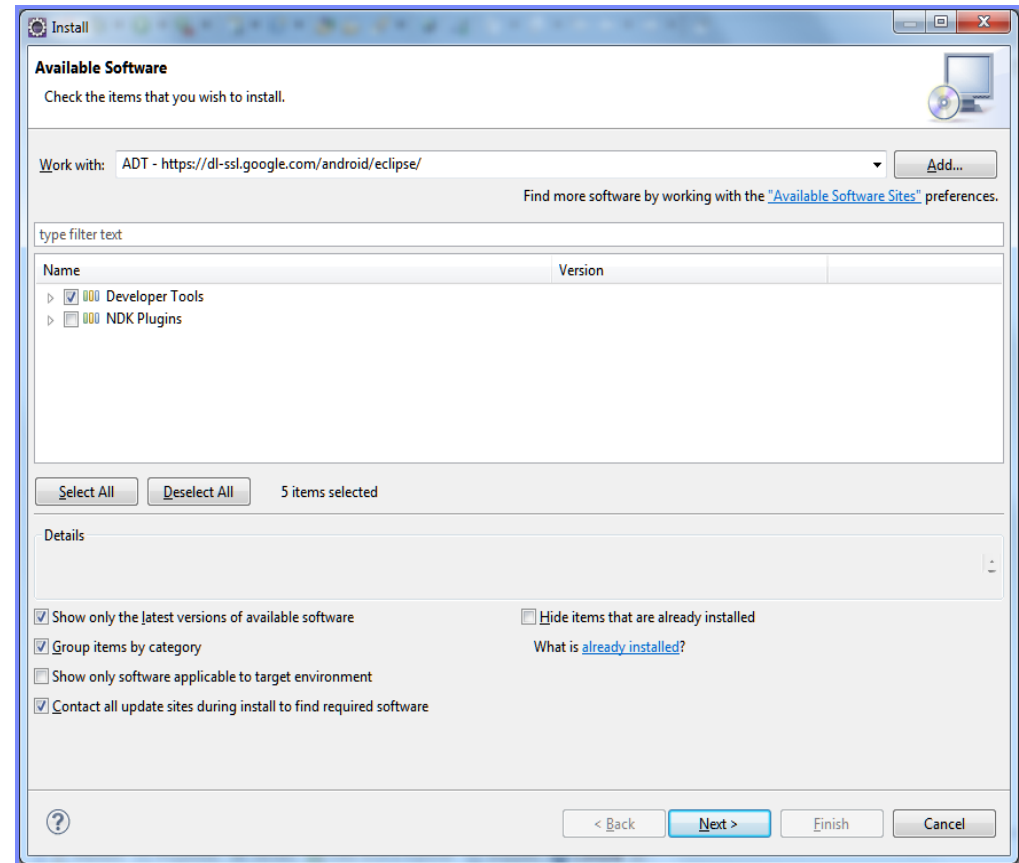 Install
Available Software
Check the items that you wish to install.
Work with: ADT - https://dl-ssl.google.com/android/eclipse/ Add...
Find more software by working with the "Available Software Sites" preferences.
type filter text
Name Version
Developer Tools
NDK Plugins
Select All Deselect All 5 items selected
Details
Show only the latest versions of available software Hide items that are already installed
Group items by category What is already installed?
Show only software applicable to target environment
Contact all update sites during install to find required software
? < Back Next > Finish Cancel